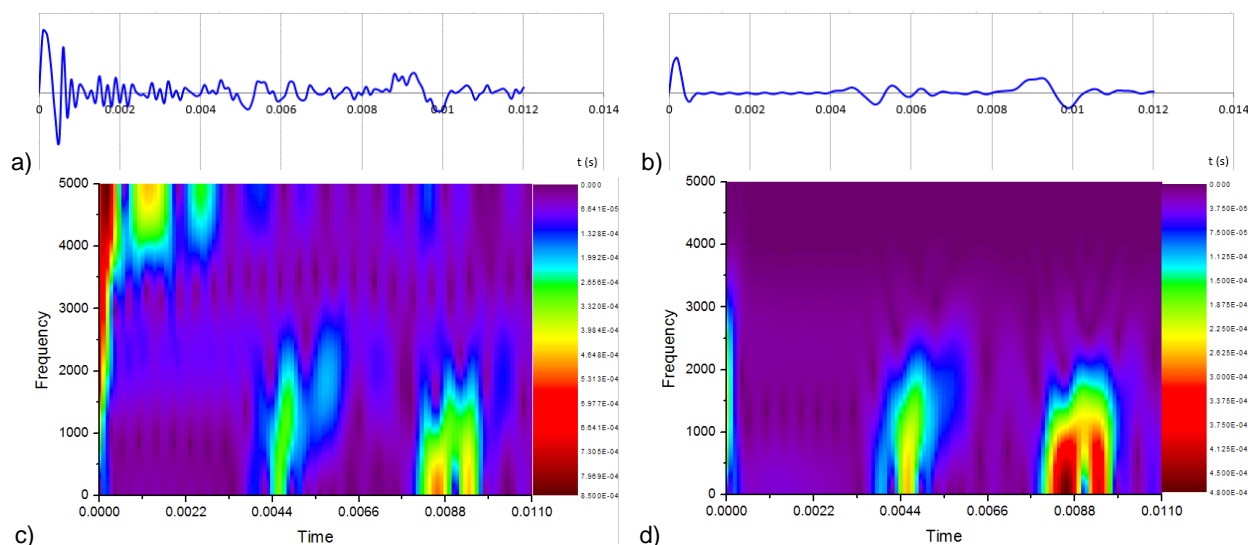 0 0.002 0.004 0.006 0.008 0.01 0.012 0.014
a)
t (s)
0 0.002 0.004 0.006 0.008 0.01 0.012 0.014
b)
t (s)
5000
4000
3000
2000
1000
0
Frequency
0.0000 0.0022 0.0044 0.0066 0.0088 0.0110
Time
c)
0.000
6.641E-05
1.328E-04
1.992E-04
2.656E-04
3.320E-04
3.984E-04
4.648E-04
5.313E-04
5.977E-04
6.641E-04
7.305E-04
7.969E-04
8.500E-04
5000
4000
3000
2000
1000
0
Frequency
0.0000 0.0022 0.0044 0.0066 0.0088 0.0110
Time
d)
0.000
3.750E-05
7.500E-05
1.125E-04
1.500E-04
1.875E-04
2.250E-04
2.625E-04
3.000E-04
3.375E-04
3.750E-04
4.125E-04
4.500E-04
4.800E-04